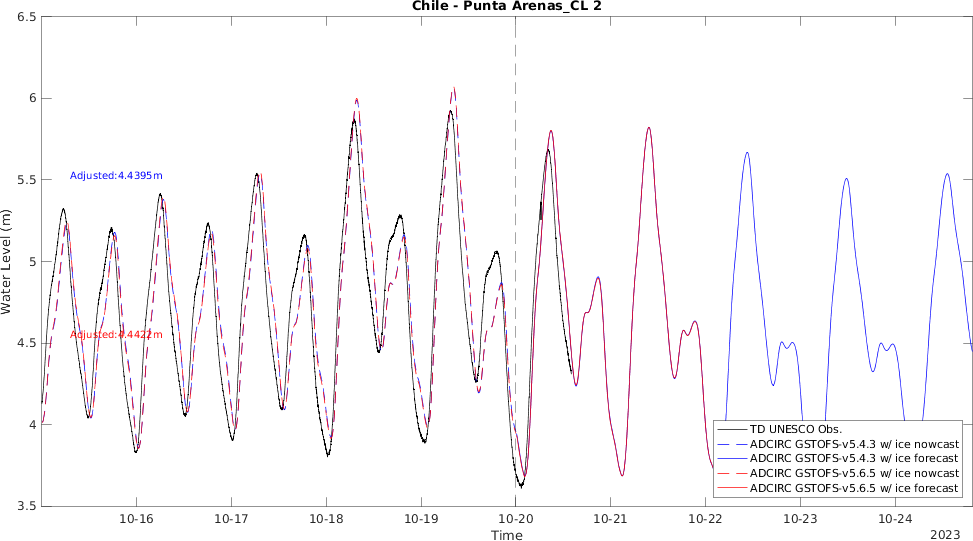 Chile - Punta Arenas_CL 2
6.5
6
5.5
5
4.5
4
3.5
Water Level (m)
Adjusted:4.4395m
Adjusted:4.4422m
TD UNESCO Obs.
ADCIRC GSTOFS-v5.4.3 w/ ice nowcast
ADCIRC GSTOFS-v5.4.3 w/ ice forecast
ADCIRC GSTOFS-v5.6.5 w/ ice nowcast
ADCIRC GSTOFS-v5.6.5 w/ ice forecast
10-16 10-17 10-18 10-19 10-20 10-21 10-22 10-23 10-24
Time
2023